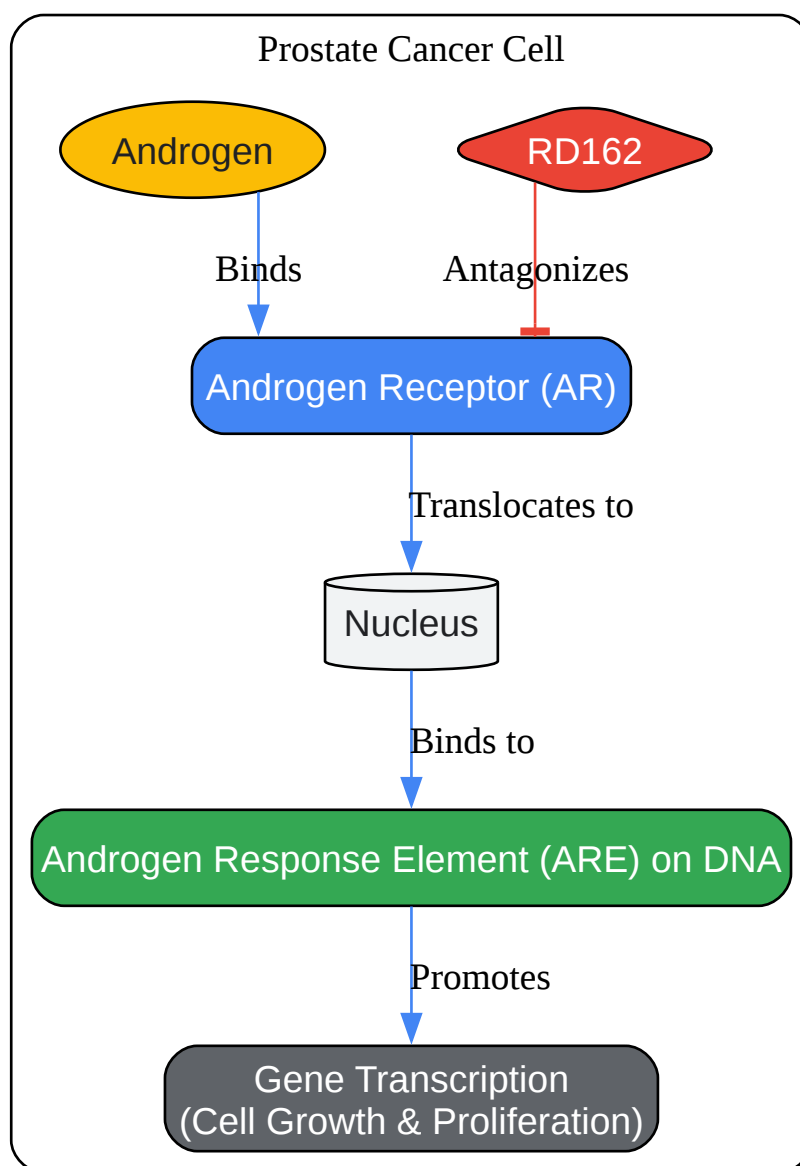 Prostate Cancer Cell
Androgen
RD162
Binds
Antagonizes
Androgen Receptor (AR)
Translocates to
Nucleus
Binds to
Androgen Response Element (ARE) on DNA
Promotes
Gene Transcription
(Cell Growth & Proliferation)